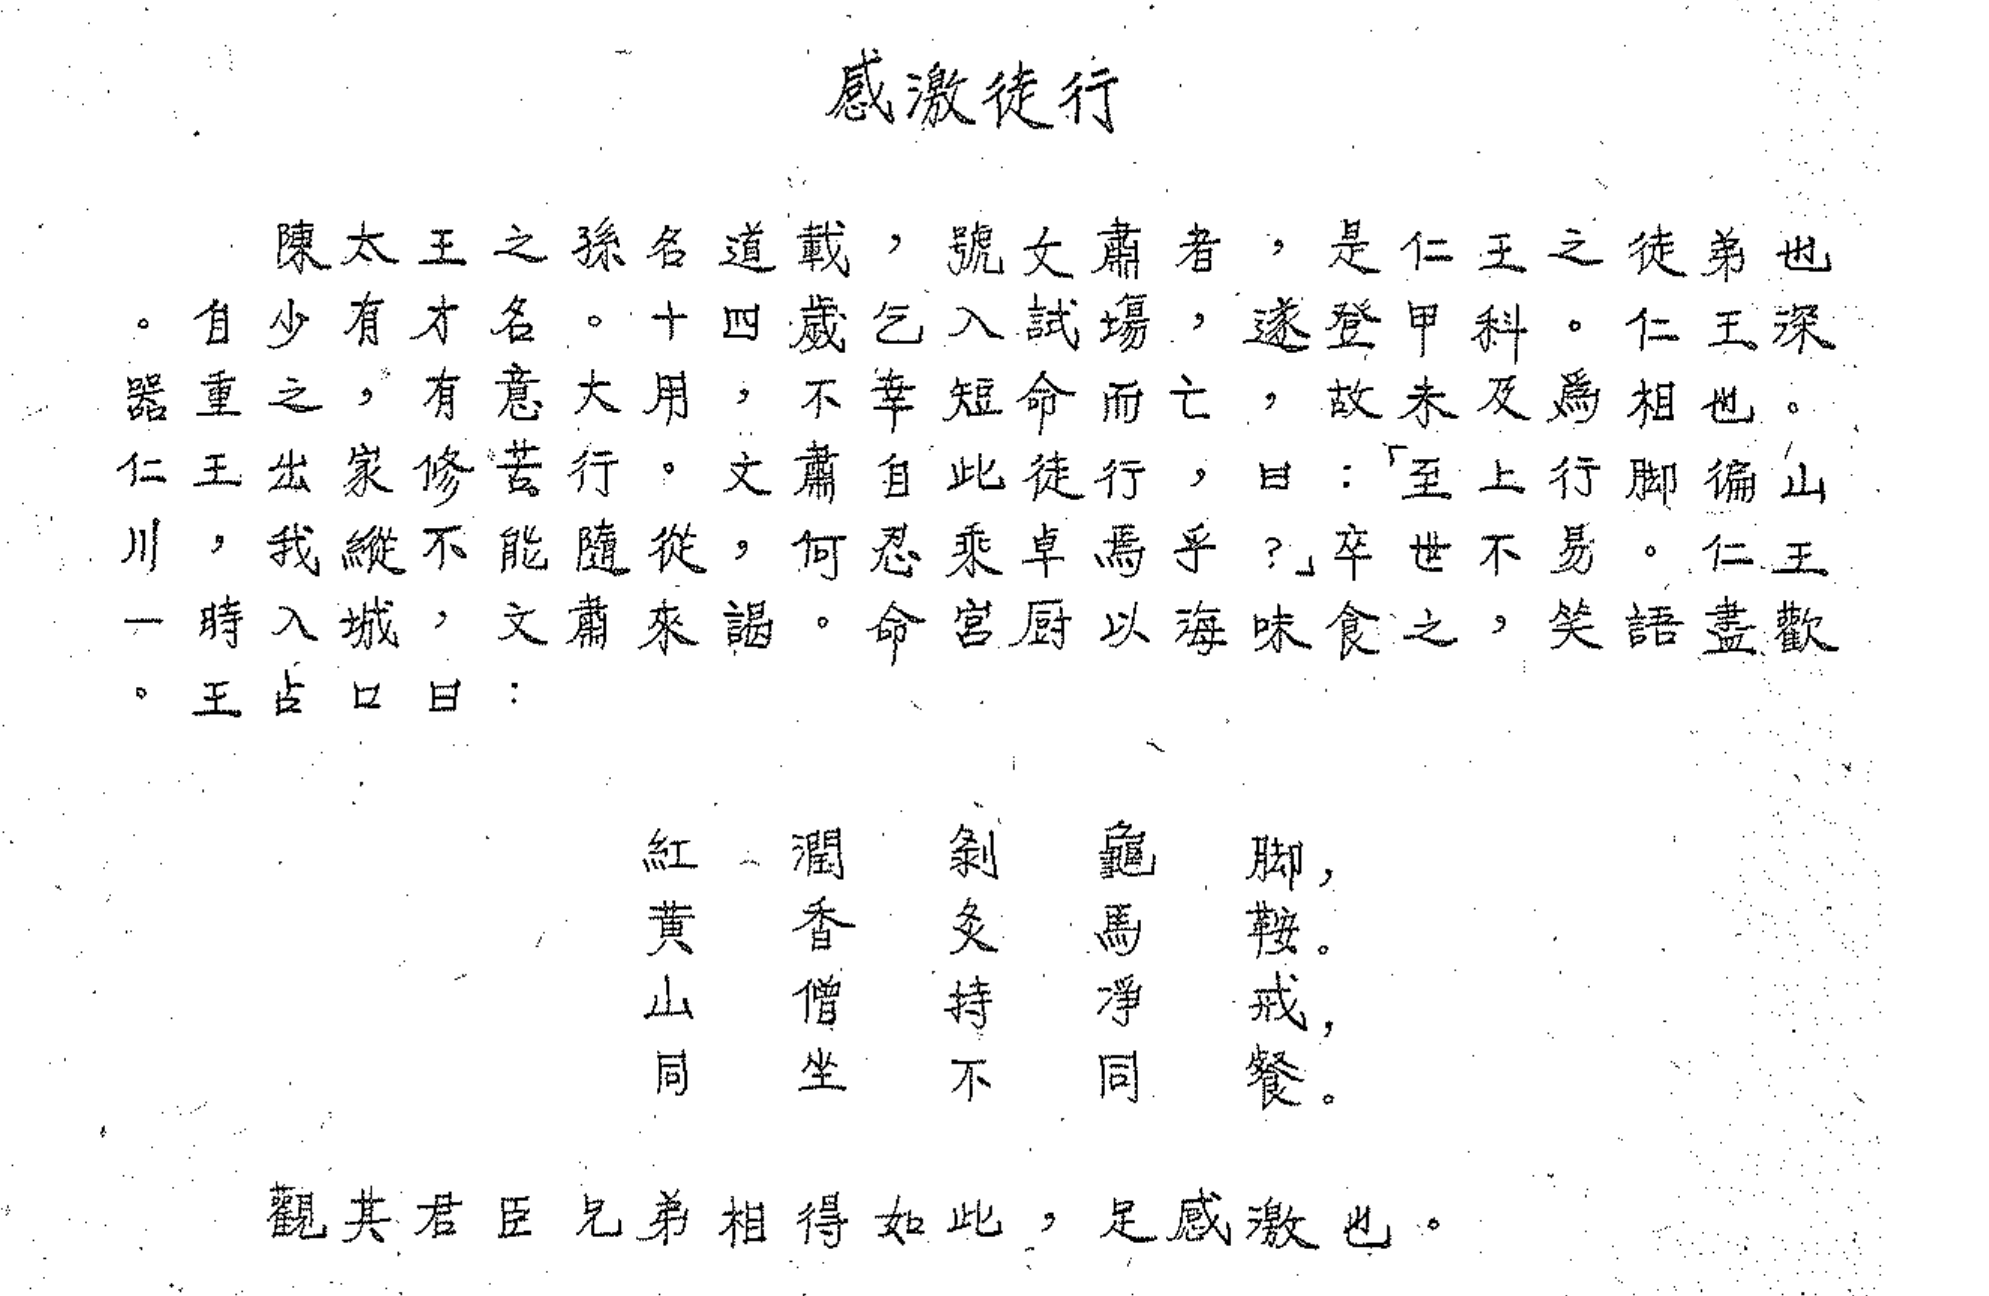 感激徒行
陳太王之孫名道載，號文肅者，是仁王之徒弟也
。自少有才名。十四歲乞入試塲，遂登甲科。仁王深
器重之，有意大用，不幸短命而亡，故未及爲相也。
仁王出家修苦行。文肅自此徒行，曰：「至上行脚徧山
川，我縱不能隨從，何忍乘卓焉乎？」卒世不易。仁王
一時入城，文肅來謁。命宮厨以海味食之，笑語盡歡
。王占口曰：
紅潤剝龜脚，
黄香炙馬鞍。
山僧持淨戒，
同坐不同餐。
觀其君臣兄弟相得如此，足感激也。